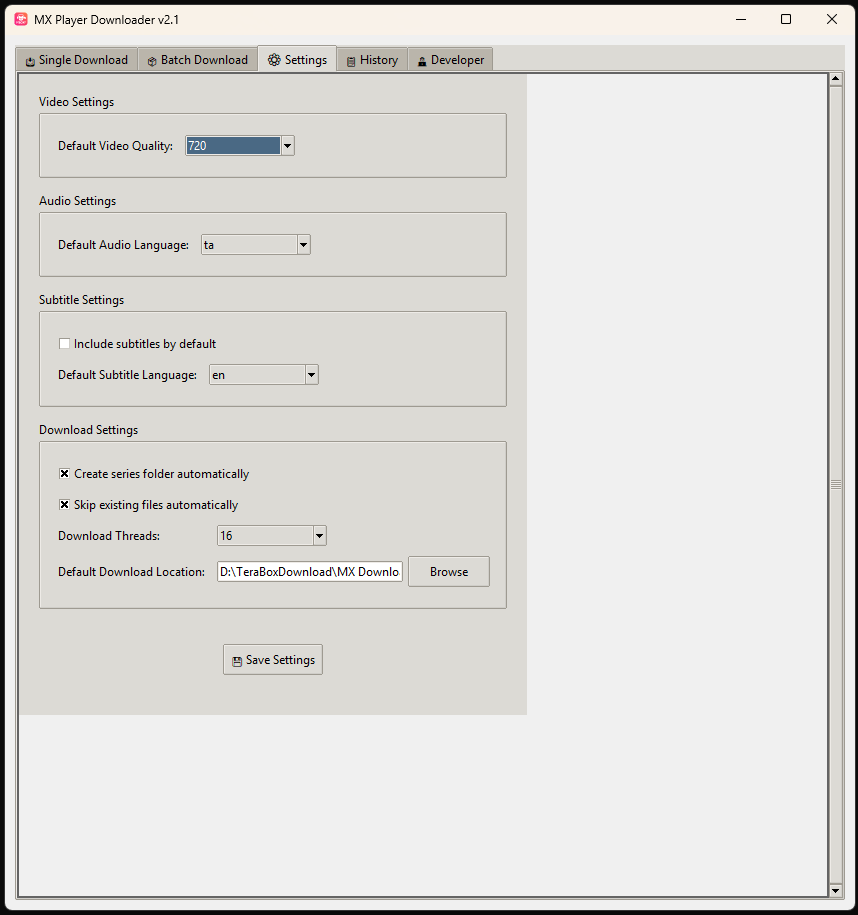 MX Player Downloader v2.1
Single Download Batch Download Settings History Developer
Video Settings
Default Video Quality: 720
Audio Settings
Default Audio Language: ta
Subtitle Settings
Include subtitles by default
Default Subtitle Language: en
Download Settings
Create series folder automatically
Skip existing files automatically
Download Threads: 16
Default Download Location: D:\TeraBoxDownload\MX Downlo Browse
Save Settings